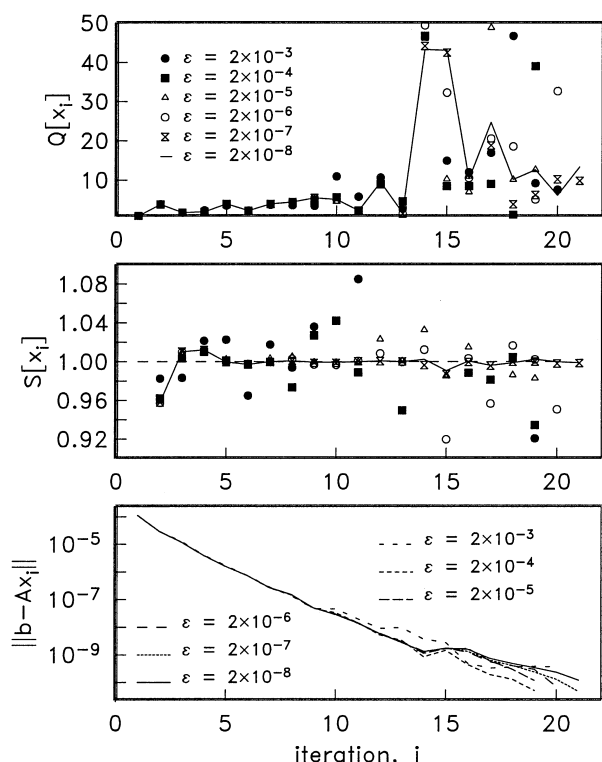 50
40
30
20
10
Q[xᵢ]
ε = 2×10⁻³
ε = 2×10⁻⁴
ε = 2×10⁻⁵
ε = 2×10⁻⁶
ε = 2×10⁻⁷
ε = 2×10⁻⁸
0 5 10 15 20
1.08
1.04
1.00
0.96
0.92
S[xᵢ]
0 5 10 15 20
10⁻⁵
10⁻⁷
10⁻⁹
||b−Axᵢ||
ε = 2×10⁻³
ε = 2×10⁻⁴
ε = 2×10⁻⁵
ε = 2×10⁻⁶
ε = 2×10⁻⁷
ε = 2×10⁻⁸
0 5 10 15 20
iteration, i